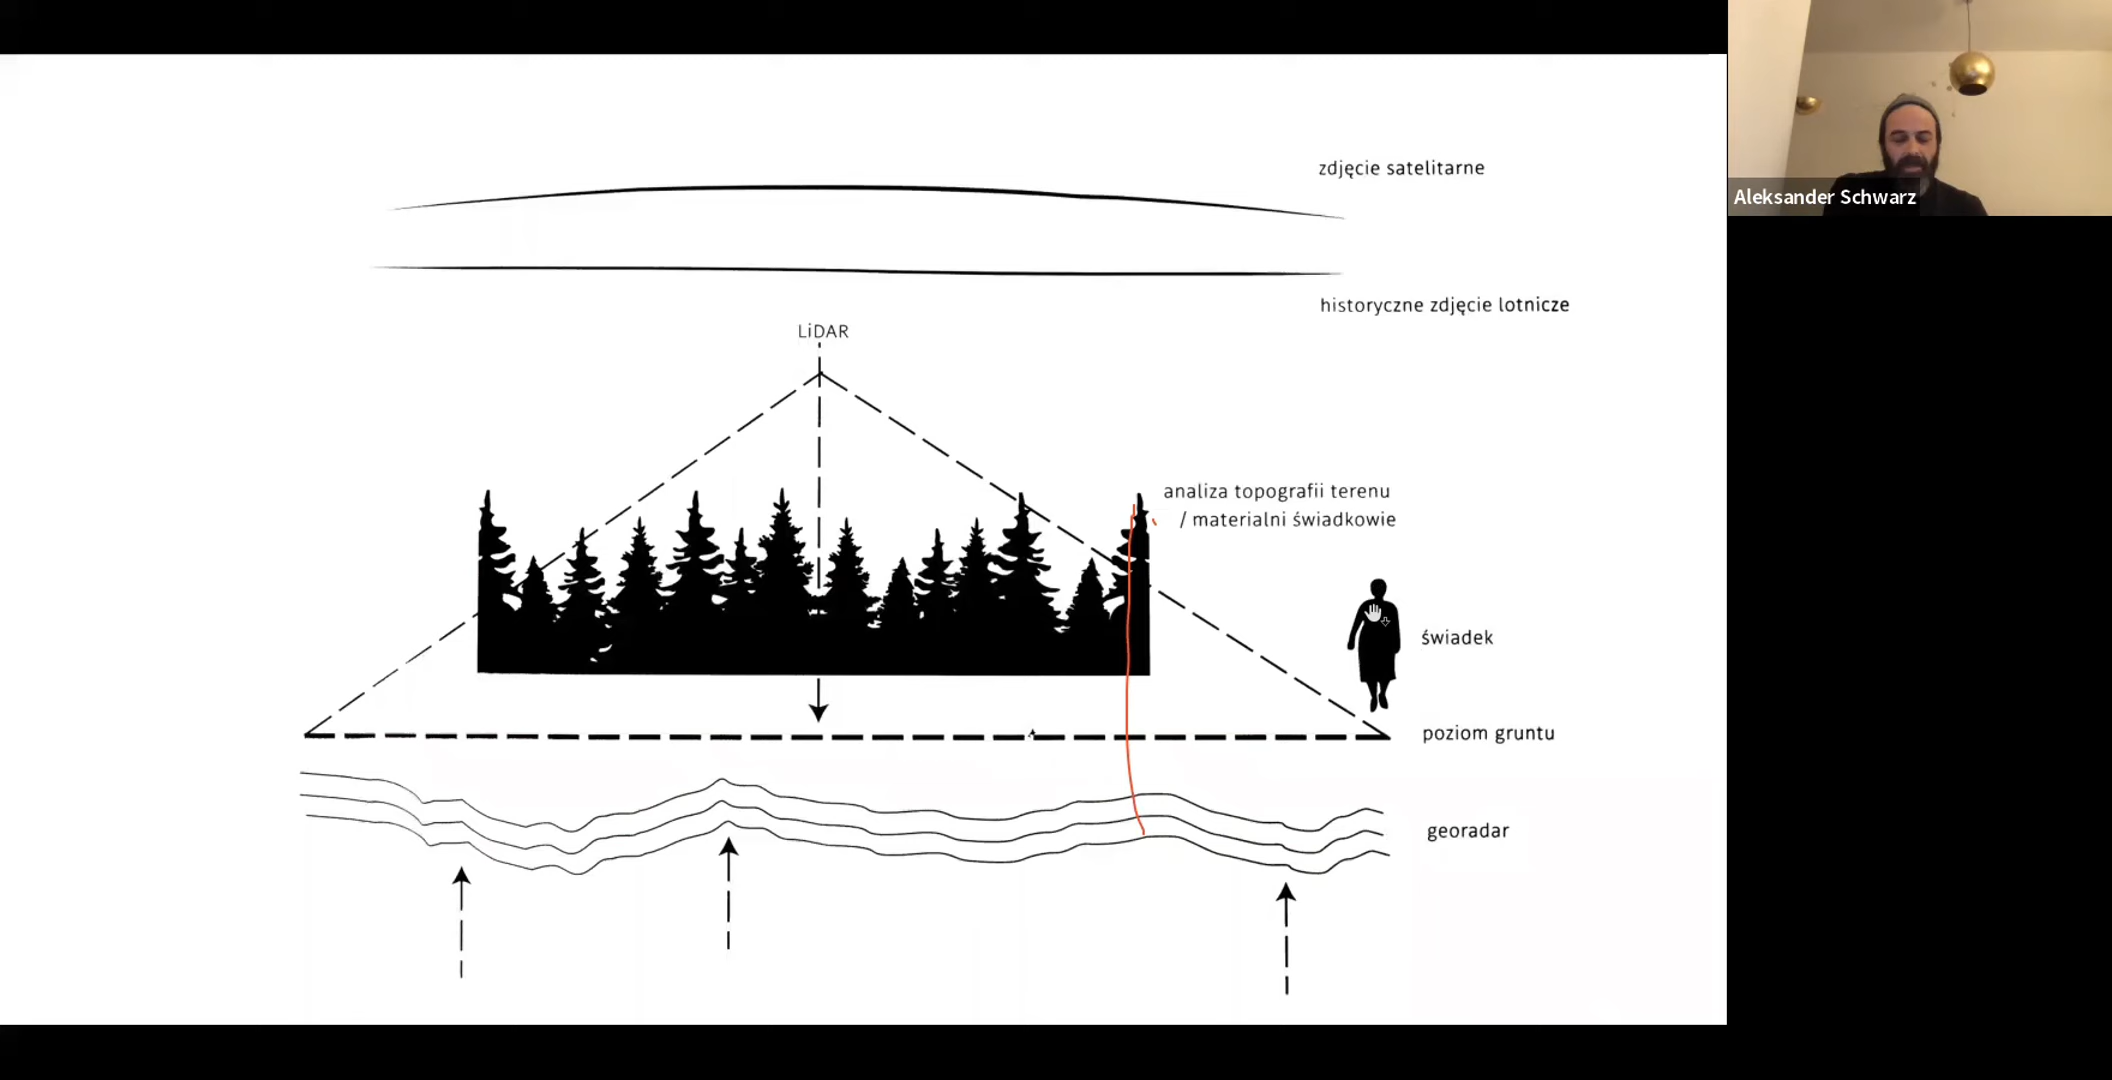 zdjęcie satelitarne
Aleksander Schwarz
historyczne zdjęcie lotnicze
LiDAR
analiza topografii terenu
/ materialni świadkowie
świadek
poziom gruntu
georadar